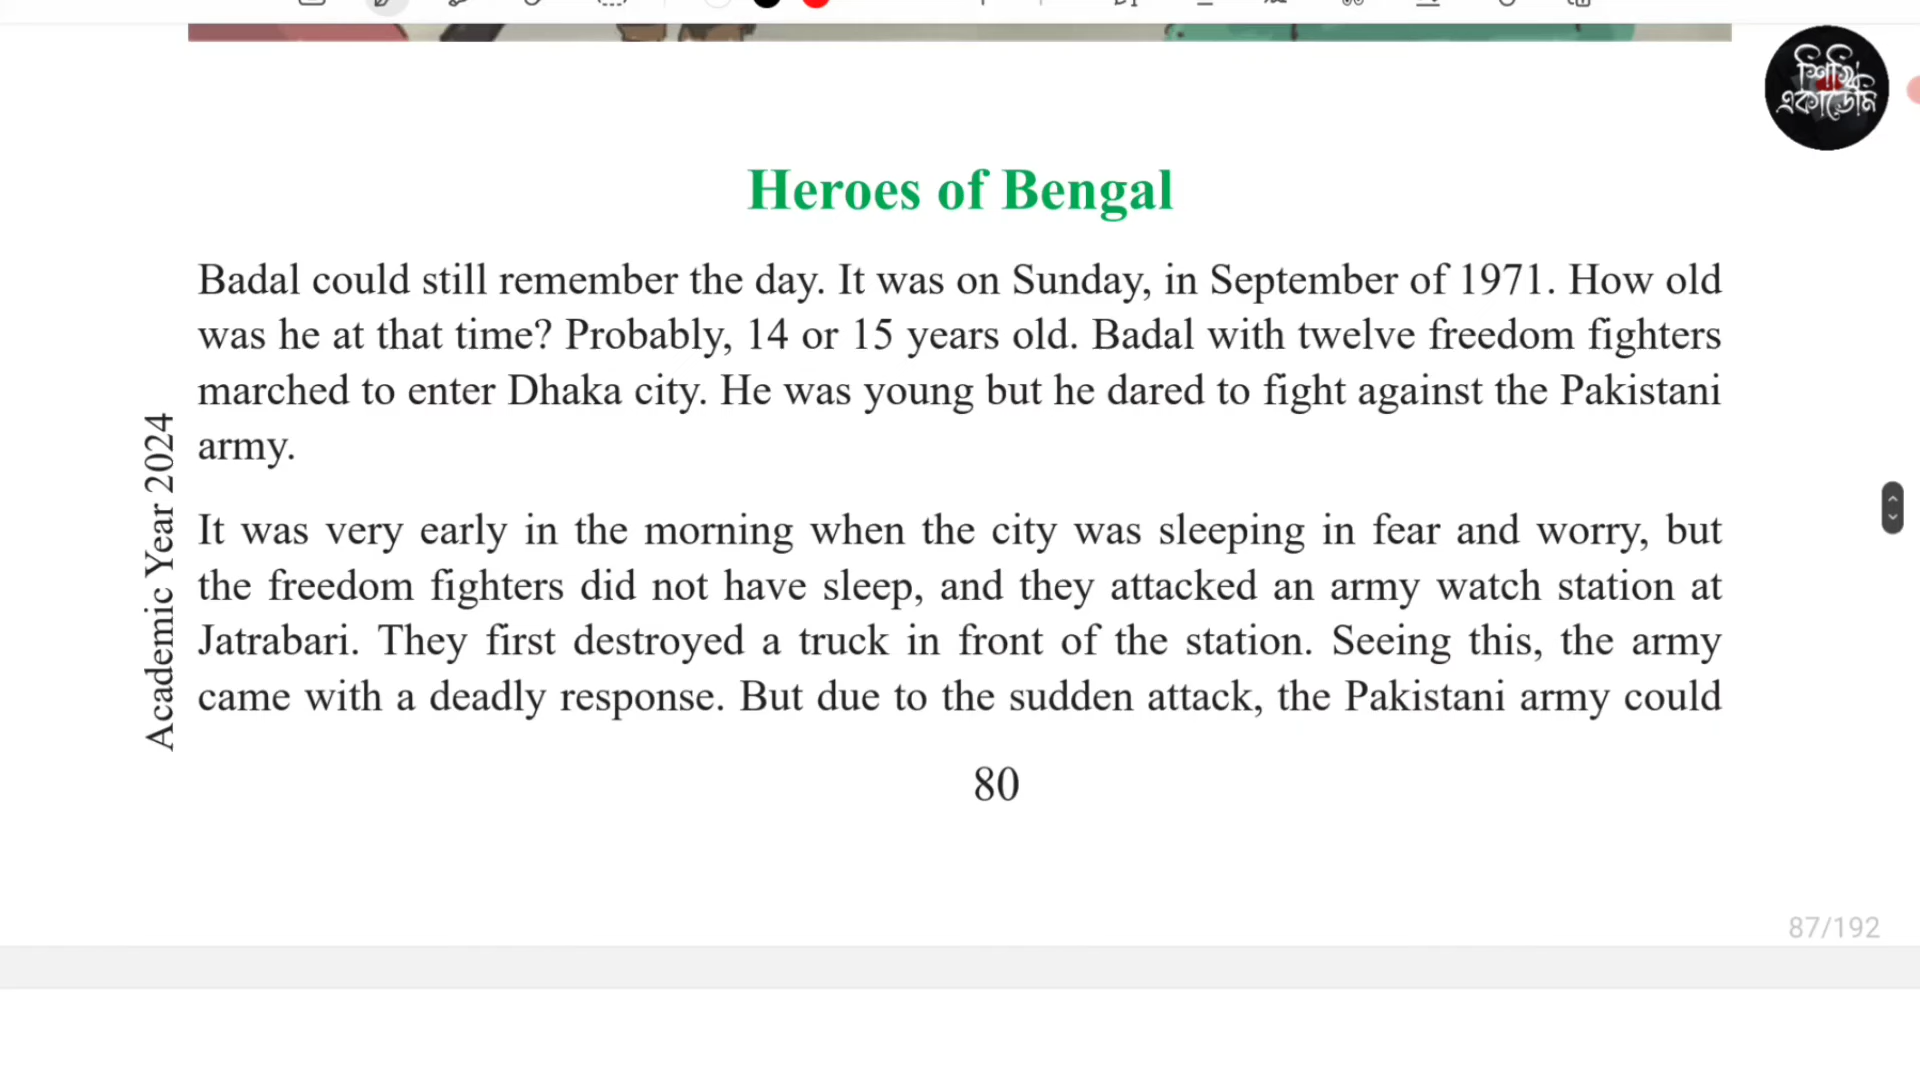 শিখি
একাডেমি
Heroes of Bengal
Badal could still remember the day. It was on Sunday, in September of 1971. How old
was he at that time? Probably, 14 or 15 years old. Badal with twelve freedom fighters
marched to enter Dhaka city. He was young but he dared to fight against the Pakistani
army.
It was very early in the morning when the city was sleeping in fear and worry, but
the freedom fighters did not have sleep, and they attacked an army watch station at
Jatrabari. They first destroyed a truck in front of the station. Seeing this, the army
came with a deadly response. But due to the sudden attack, the Pakistani army could
Academic Year 2024
80
87/192